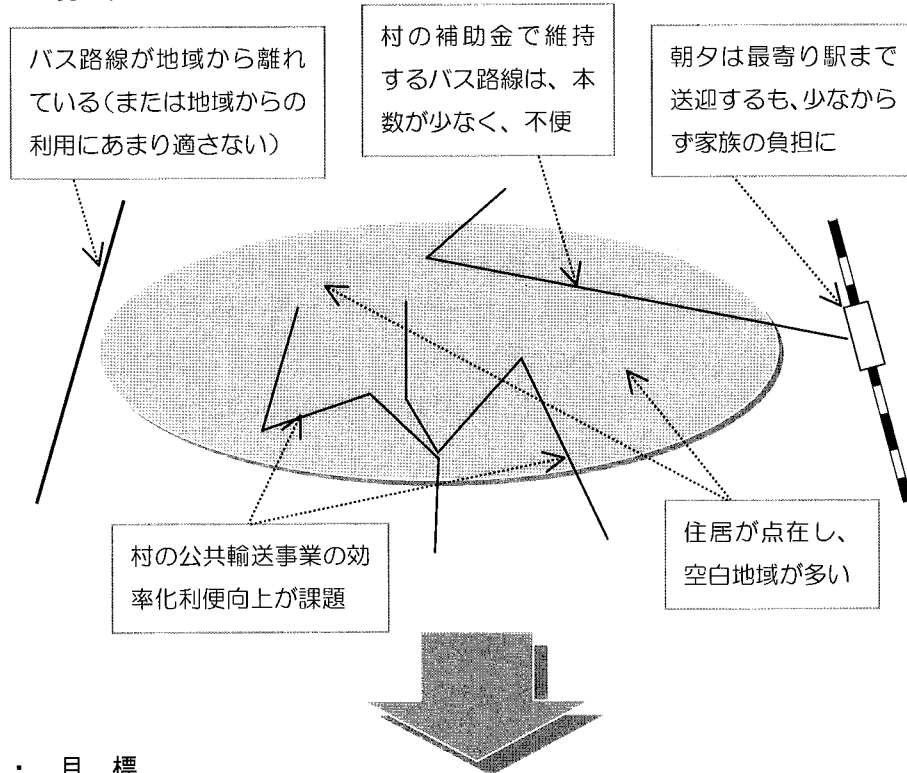 バス路線が地域から離れ
ている（または地域からの
利用にあまり適さない）
村の補助金で維持
するバス路線は、本
数が少なく、不便
朝夕は最寄り駅まで
送迎するも、少なから
ず家族の負担に
村の公共輸送事業の効
率化利便向上が課題
住居が点在し、
空白地域が多い
・ 目 標